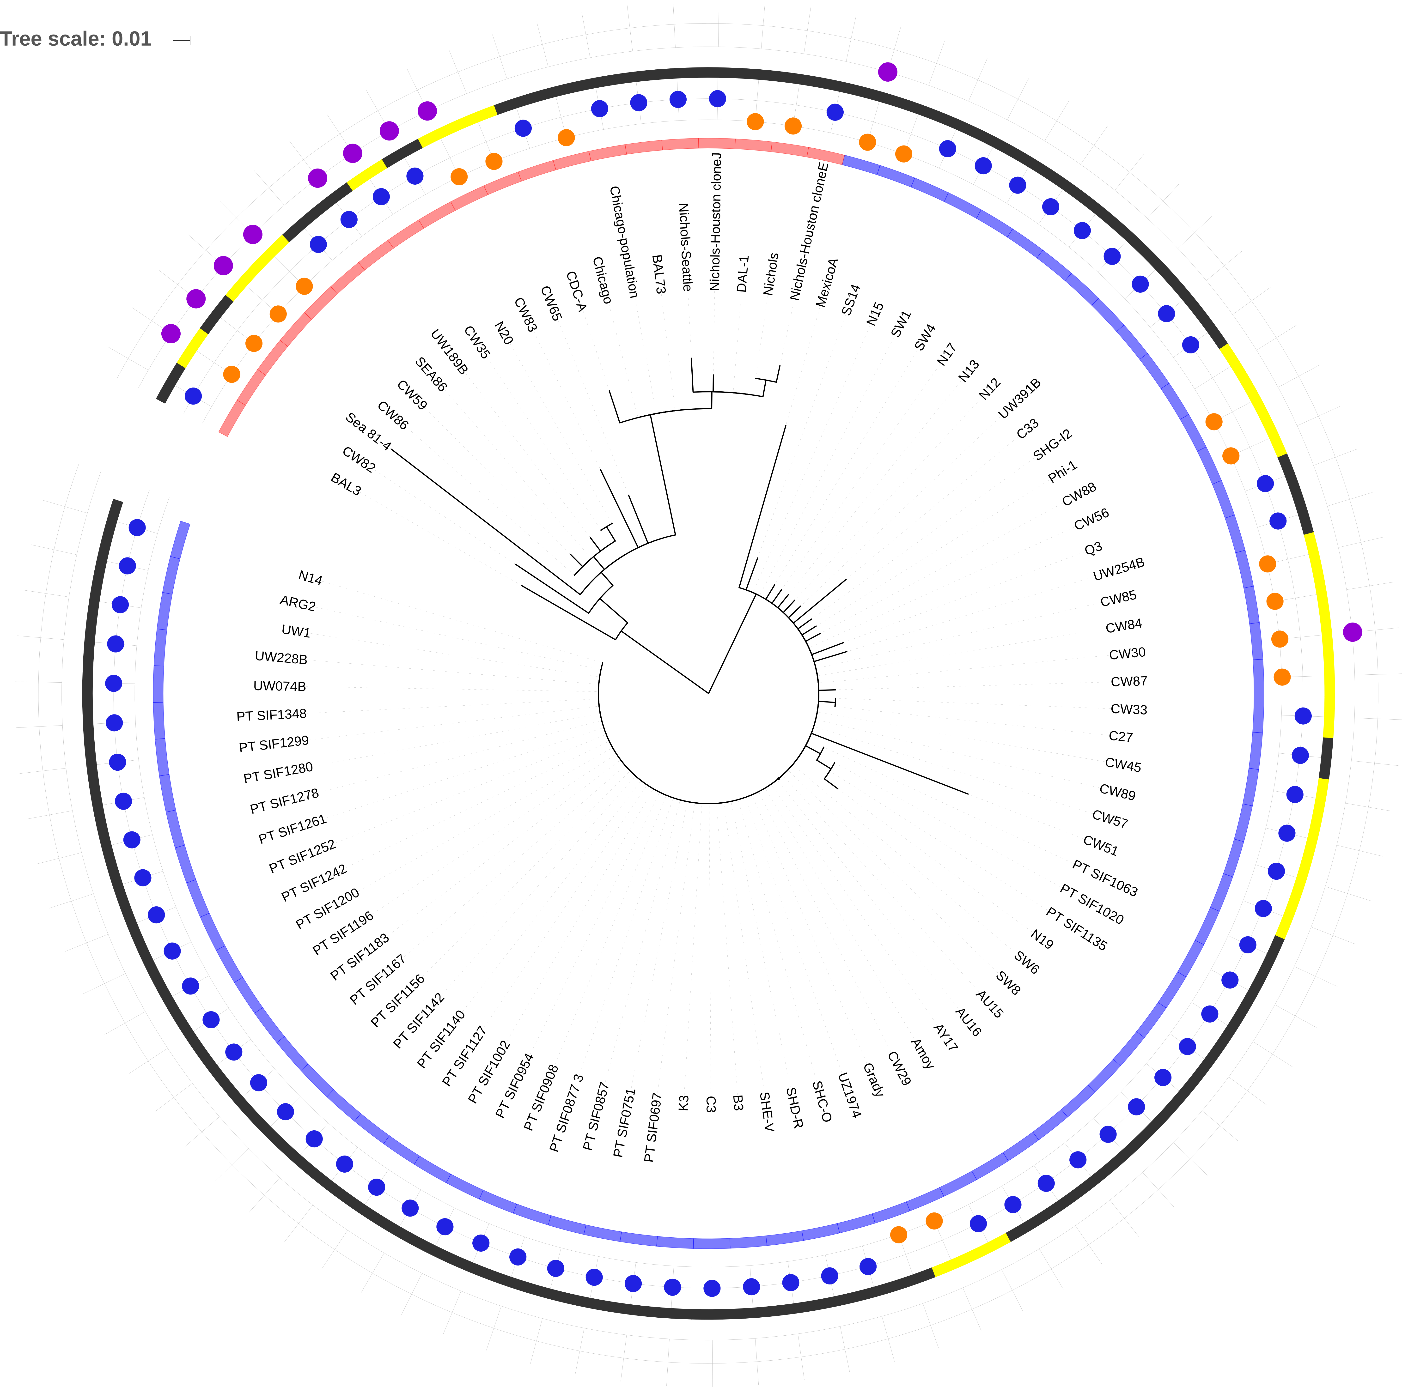 Tree scale: 0.01
BAL3
CW82
Sea 81-4
CW86
CW59
SEA86
UW189B
CW35
N20
CW83
CW65
CDC-A
Chicago
Chicago-population
BAL73
Nichols-Seattle
Nichols-Houston cloneJ
DAL-1
Nichols
Nichols-Houston cloneE
MexicoA
SS14
N15
SW1
SW4
N17
N13
N12
UW391B
C33
SHG-I2
Phi-1
CW88
CW56
Q3
UW254B
CW85
CW84
CW30
CW87
CW33
C27
CW45
CW89
CW57
CW51
PT SIF1063
PT SIF1020
PT SIF1135
N19
SW6
SW8
AU15
AU16
AY17
Amoy
CW29
Grady
UZ1974
SHC-O
SHD-R
SHE-V
B3
C3
K3
PT SIF0697
PT SIF0751
PT SIF0857
PT SIF0877 3
PT SIF0908
PT SIF0954
PT SIF1002
PT SIF1127
PT SIF1140
PT SIF1142
PT SIF1156
PT SIF1167
PT SIF1183
PT SIF1196
PT SIF1200
PT SIF1242
PT SIF1252
PT SIF1261
PT SIF1278
PT SIF1280
PT SIF1299
PT SIF1348
UW074B
UW228B
UW1
ARG2
N14